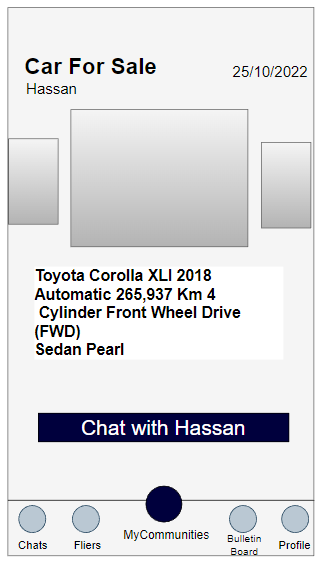 Car For Sale
25/10/2022
Hassan
Toyota Corolla XLI 2018
Automatic 265,937 Km 4
Cylinder Front Wheel Drive
(FWD)
Sedan Pearl
Chat with Hassan
Chats
Fliers
MyCommunities
Bulletin
Board
Profile